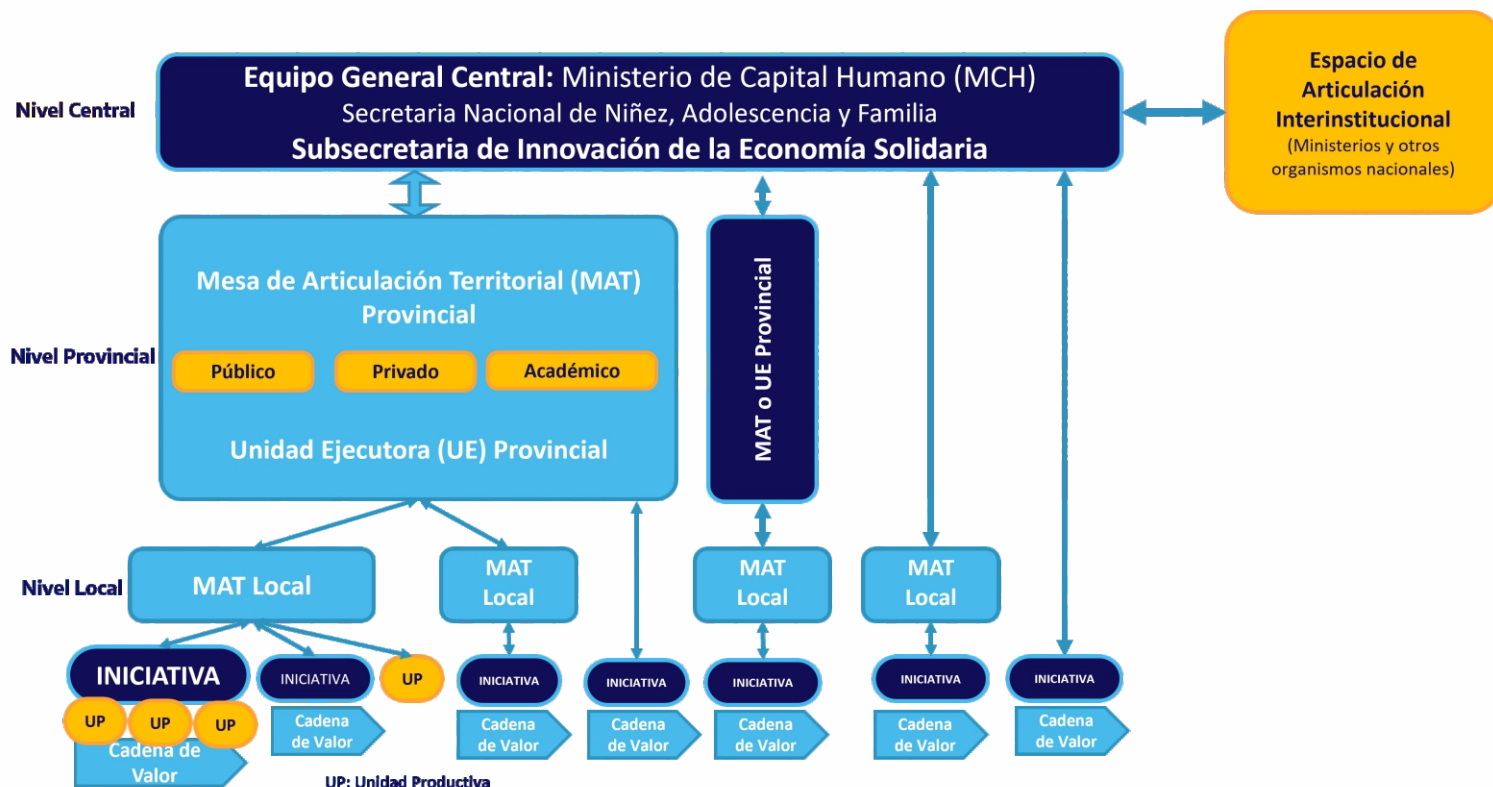 Nivel Central
Equipo General Central: Ministerio de Capital Humano (MCH)
Secretaria Nacional de Niñez, Adolescencia y Familia
Subsecretaria de Innovación de la Economía Solidaria
Espacio de
Articulación
Interinstitucional
(Ministerios y otros
organismos nacionales)
Nivel Provincial
Mesa de Articulación Territorial (MAT)
Provincial
Público
Privado
Académico
Unidad Ejecutora (UE) Provincial
MAT o UE Provincial
Nivel Local
MAT Local
MAT
Local
MAT
Local
MAT
Local
INICIATIVA
UP
UP
UP
Cadena de
Valor
INICIATIVA
Cadena
de Valor
UP
INICIATIVA
Cadena
de Valor
INICIATIVA
Cadena
de Valor
INICIATIVA
Cadena
de Valor
INICIATIVA
Cadena
de Valor
INICIATIVA
Cadena
de Valor
UP: Unidad Productiva